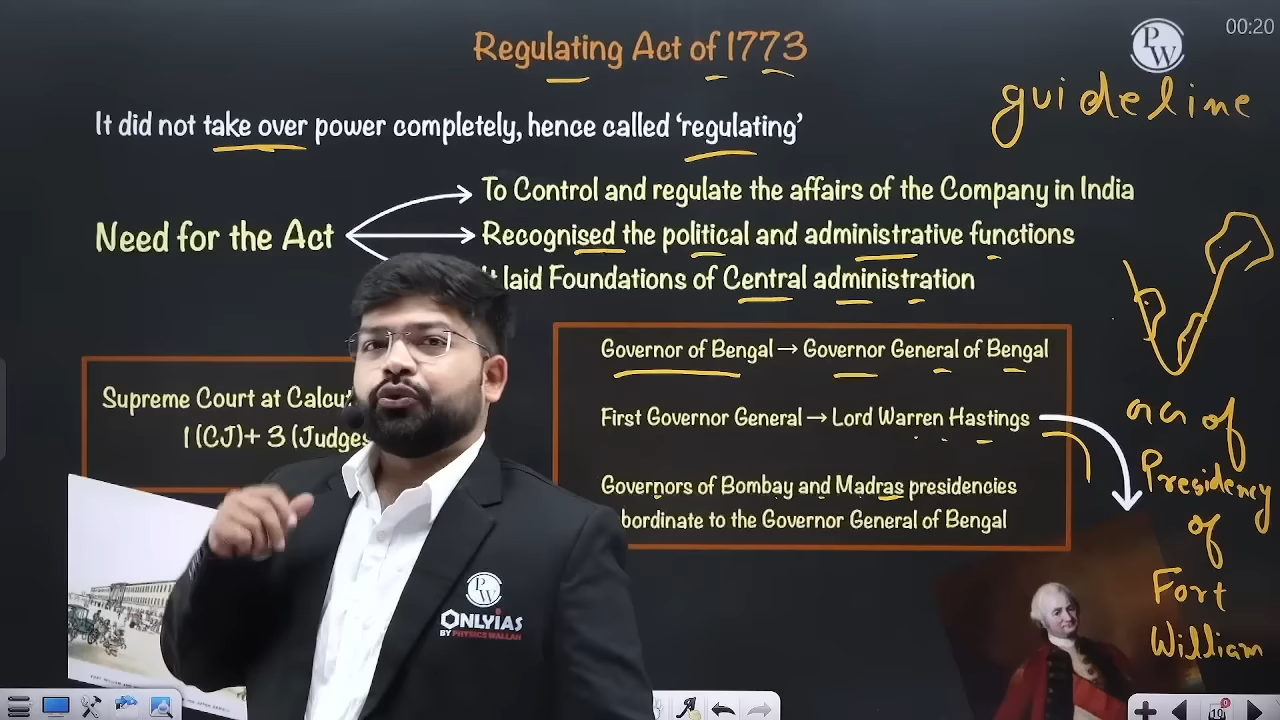 Regulating Act of 1773
PW
00:20
guideline
It did not take over power completely, hence called ‘regulating’
To Control and regulate the affairs of the Company in India
Need for the Act
Recognised the political and administrative functions
laid Foundations of Central administration
Governor of Bengal → Governor General of Bengal
Supreme Court at
1 (CJ)+ 3 (Judges
First Governor General → Lord Warren Hastings
Governors of Bombay and Madras presidencies
to the Governor General of Bengal
of
Presidency
of
Fort
William
PW
ONLYIAS
BY PHYSICS WALLAH